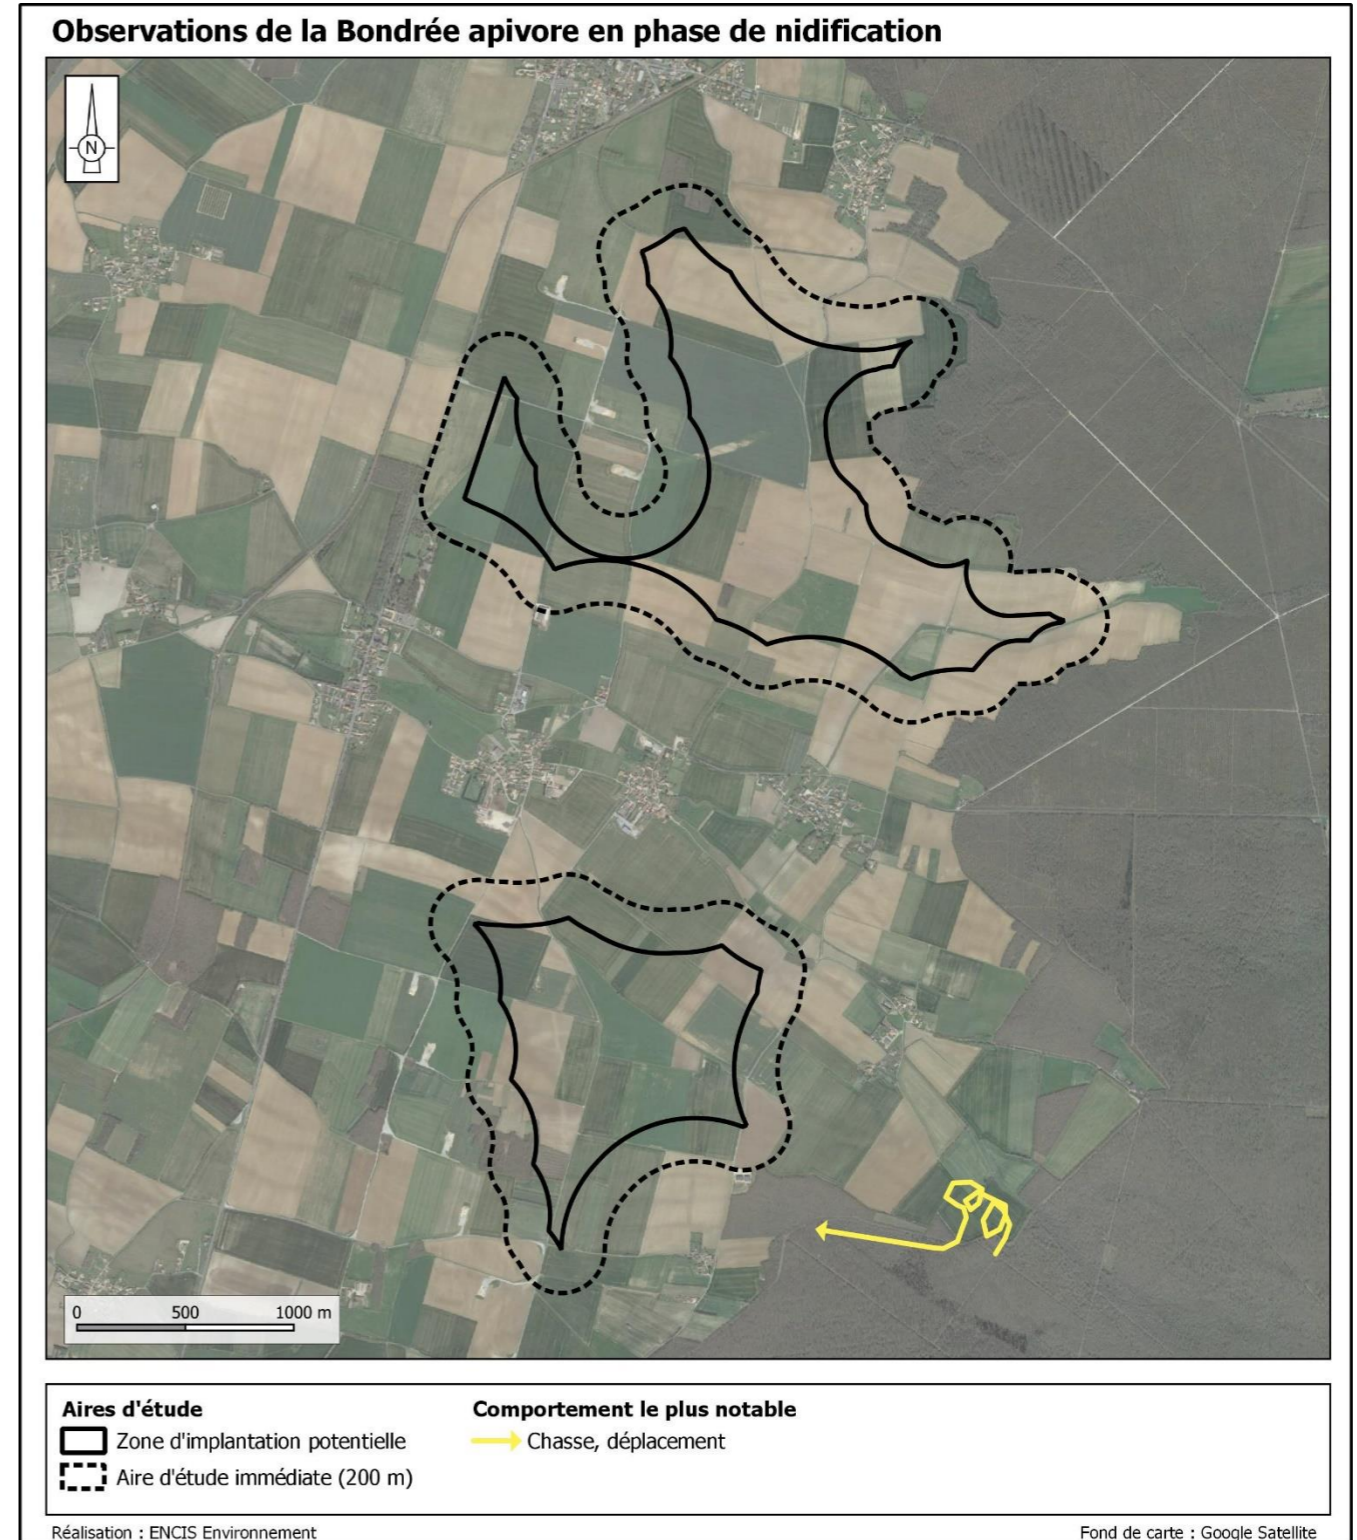 Observations de la Bondrée apivore en phase de nidification
N
0 500 1000 m
Aires d'étude
Zone d'implantation potentielle
Aire d'étude immédiate (200 m)
Comportement le plus notable
Chasse, déplacement
Réalisation : ENCIS Environnement
Fond de carte : Google Satellite